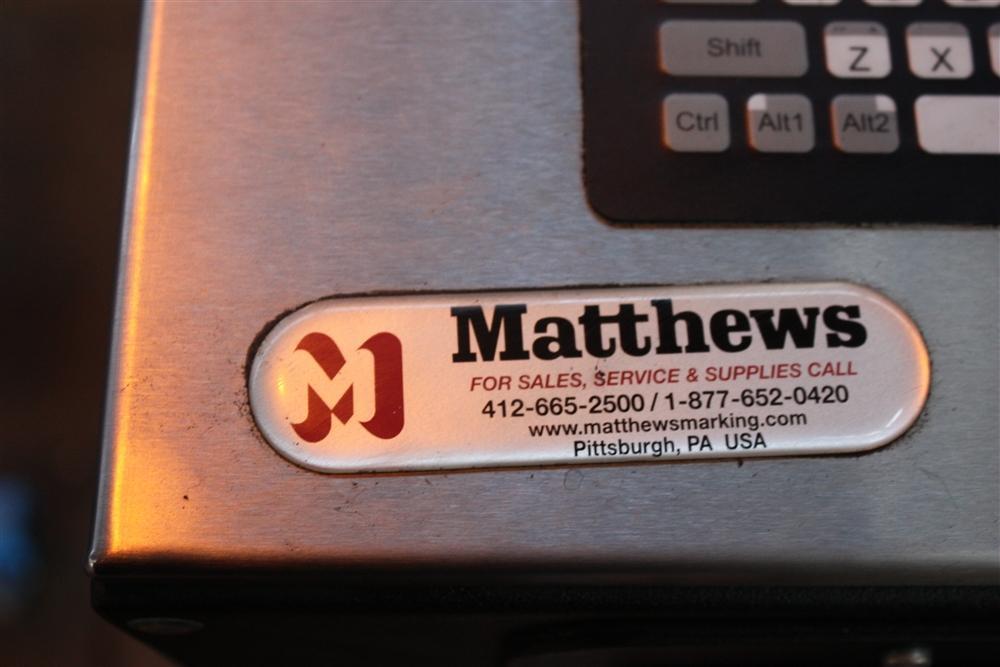 Shift Z X
Ctrl Alt1 Alt2
M
Matthews
FOR SALES, SERVICE & SUPPLIES CALL
412-665-2500 / 1-877-652-0420
www.matthewsmarking.com
Pittsburgh, PA USA